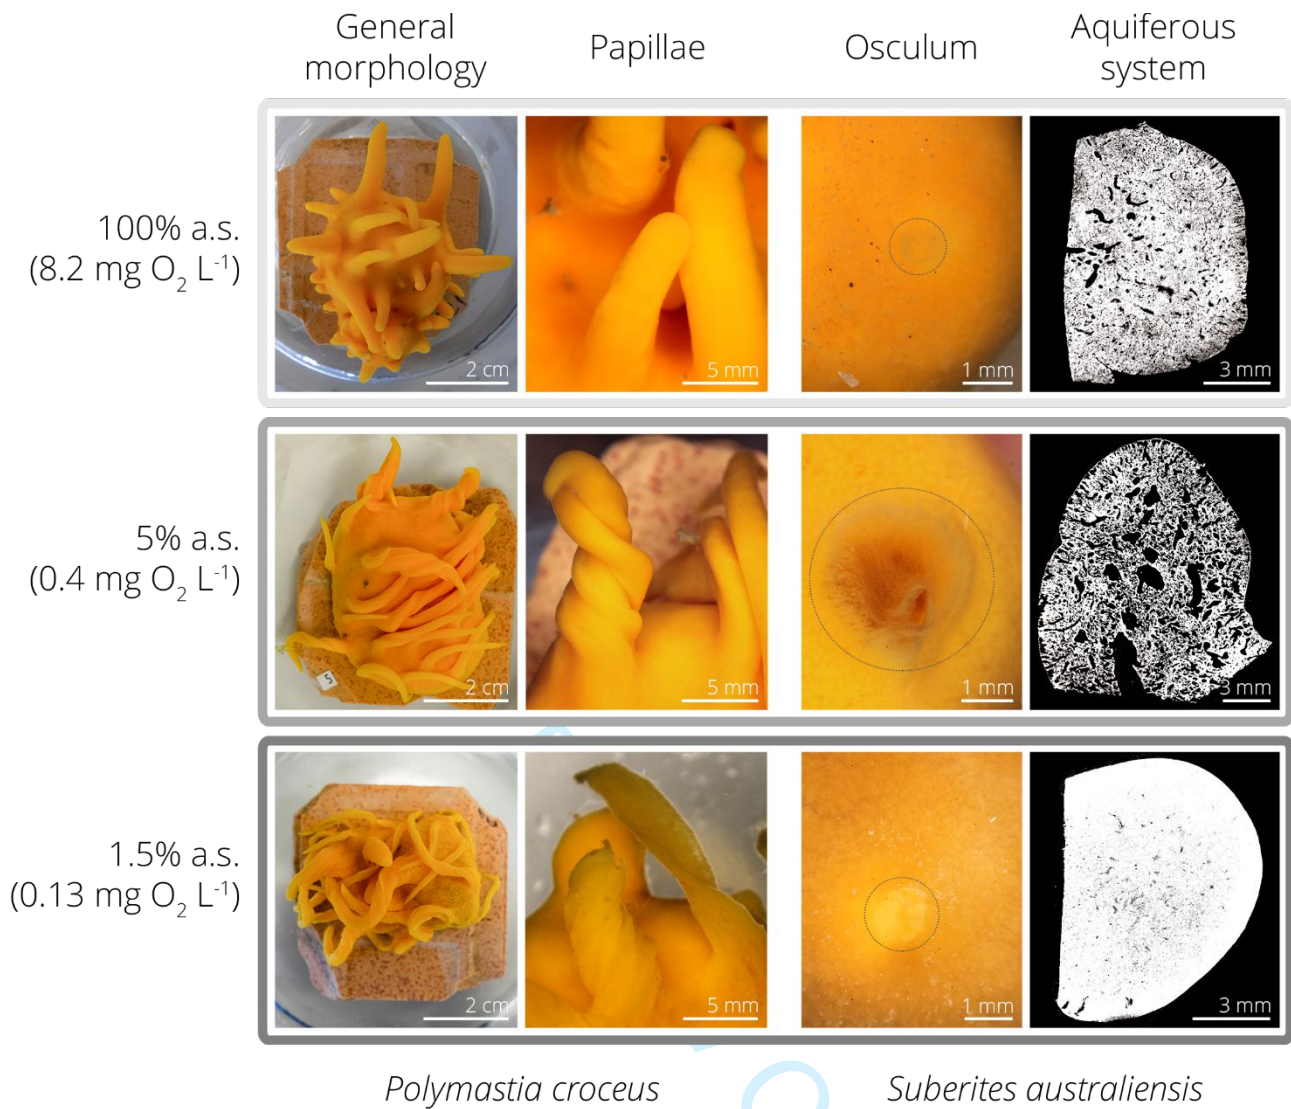 General
morphology
Papillae
Osculum
Aquiferous
system
100% a.s.
(8.2 mg O₂ L⁻¹)
2 cm
5 mm
1 mm
3 mm
5% a.s.
(0.4 mg O₂ L⁻¹)
5
2 cm
5 mm
1 mm
3 mm
1.5% a.s.
(0.13 mg O₂ L⁻¹)
2 cm
5 mm
1 mm
3 mm
Polymastia croceus
Suberites australiensis